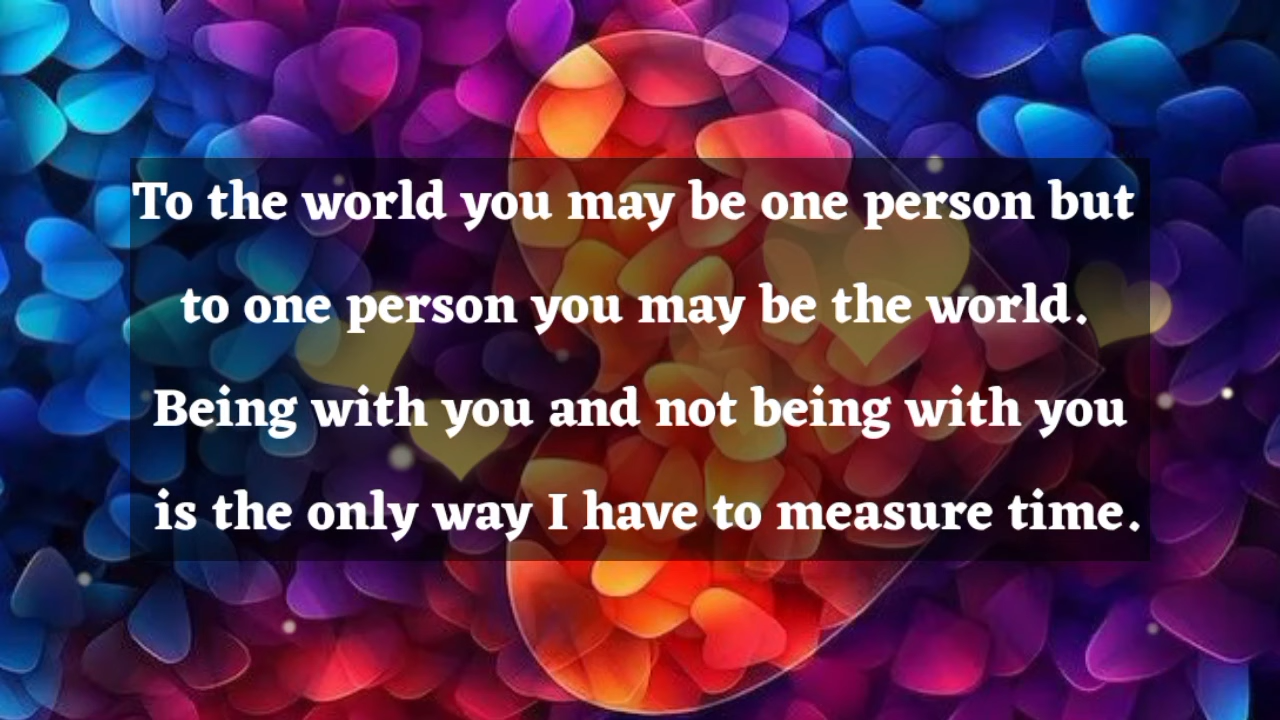 To the world you may be one person but
to one person you may be the world.
Being with you and not being with you
is the only way I have to measure time.